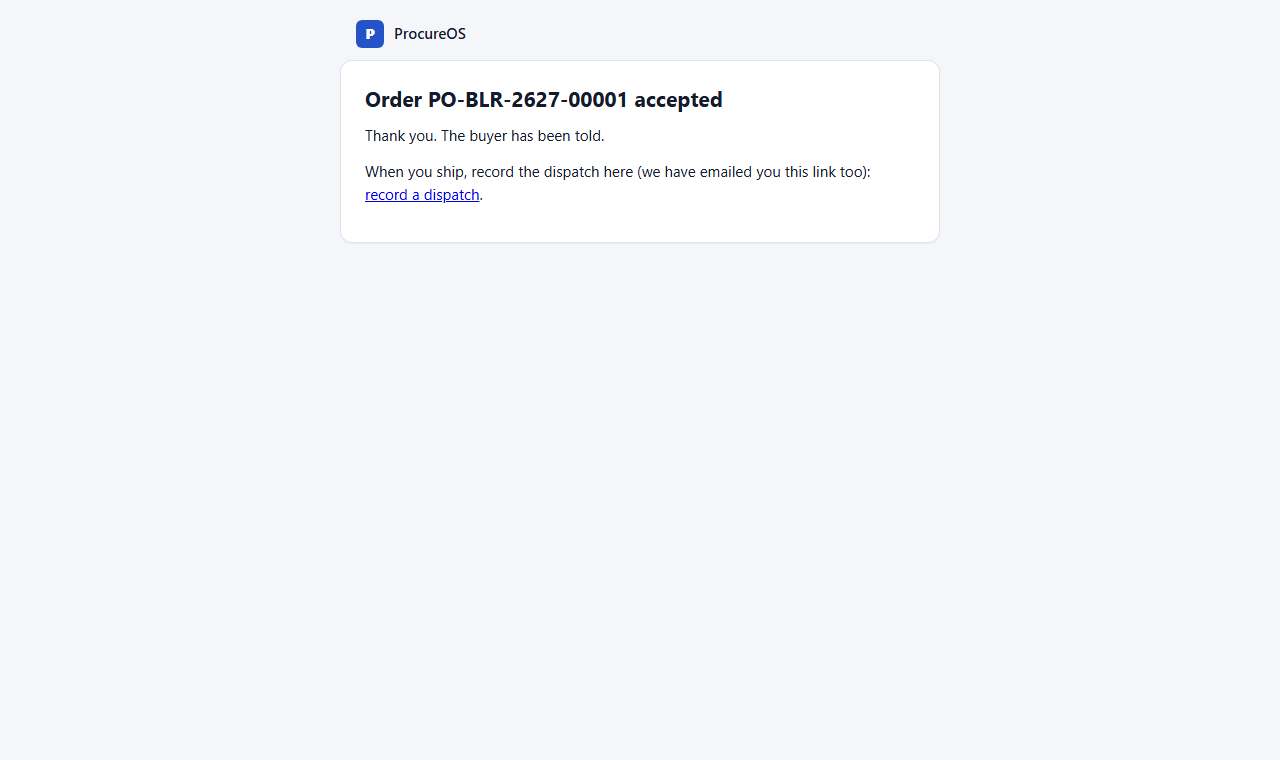 P ProcureOS
Order PO-BLR-2627-00001 accepted
Thank you. The buyer has been told.
When you ship, record the dispatch here (we have emailed you this link too):
record a dispatch.